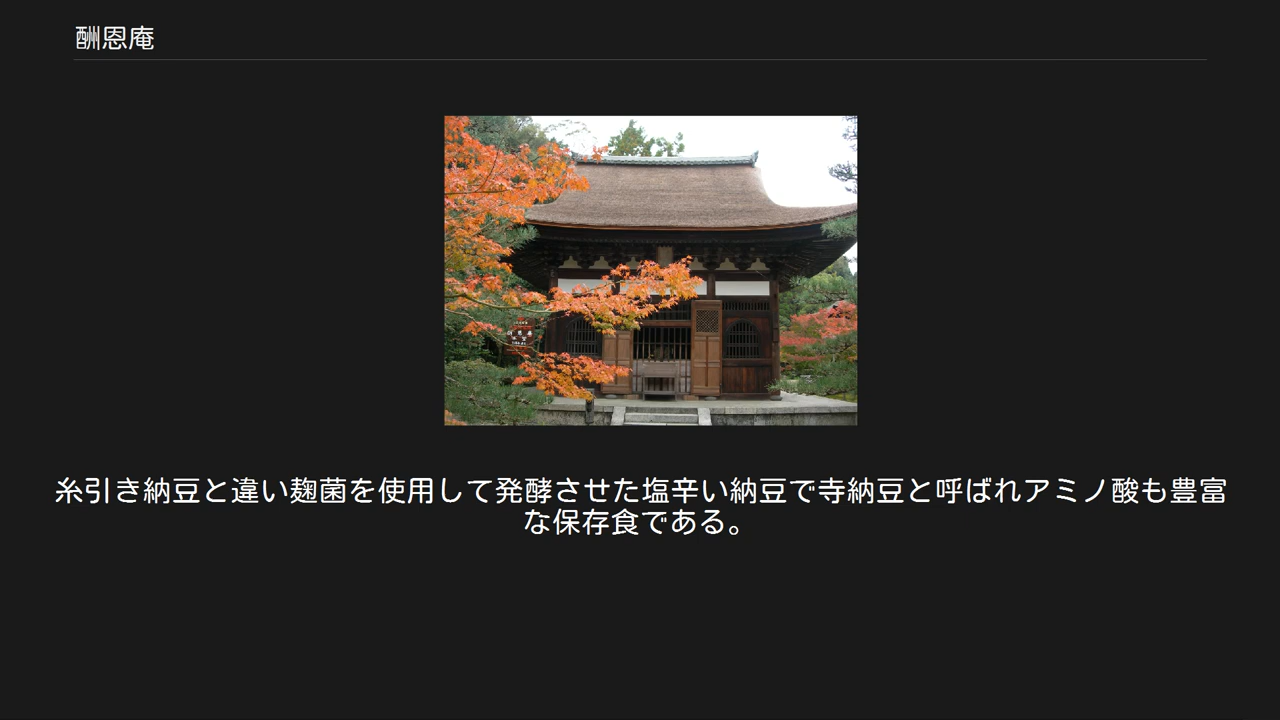 酬恩庵
糸引き納豆と違い麹菌を使用して発酵させた塩辛い納豆で寺納豆と呼ばれアミノ酸も豊富
な保存食である。